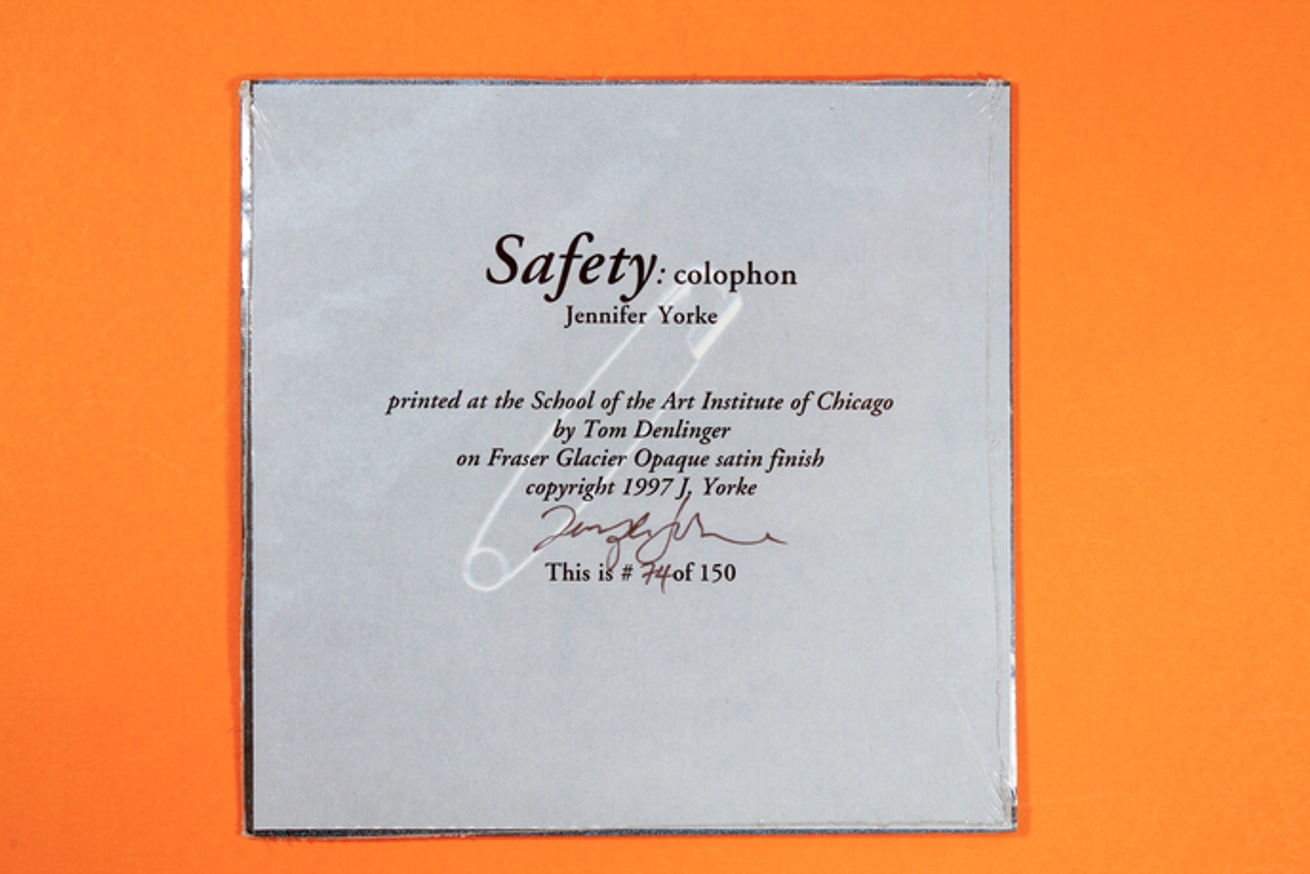 Safety: colophon
Jennifer Yorke
printed at the School of the Art Institute of Chicago
by Tom Denlinger
on Fraser Glacier Opaque satin finish
copyright 1997 J. Yorke
This is # 74 of 150